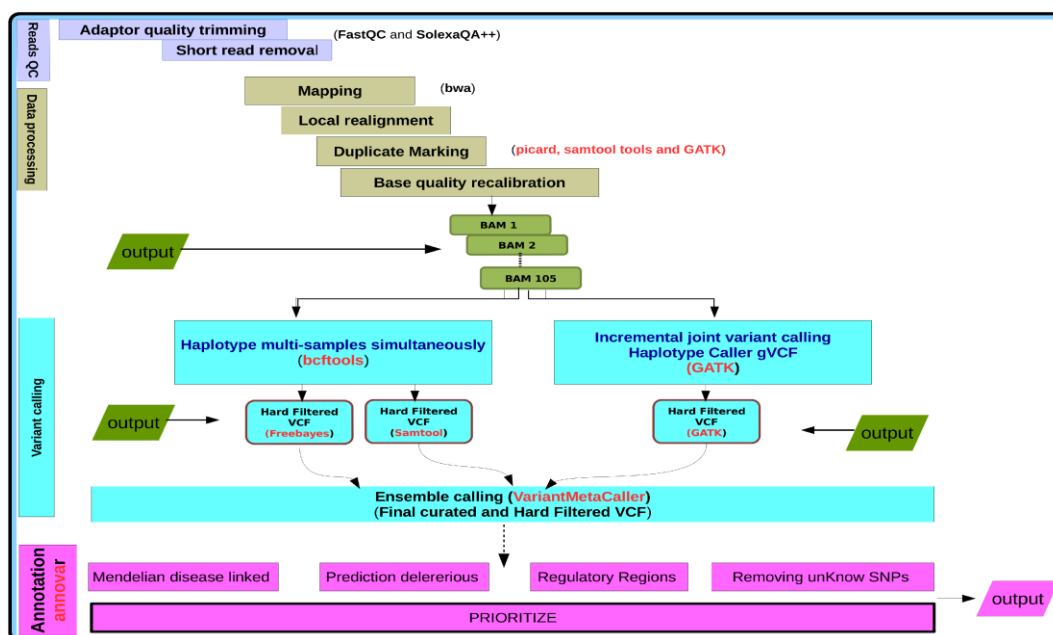 Reads QC
Adaptor quality trimming
Short read removal
(FastQC and SolexaQA++)
Data processing
Mapping
(bwa)
Local realignment
Duplicate Marking
(picard, samtool tools and GATK)
Base quality recalibration
BAM 1
BAM 2
BAM 105
output
Variant calling
Haplotype multi-samples simultaneously
(bcftools)
Incremental joint variant calling
Haplotype Caller gVCF
(GATK)
output
Hard Filtered
VCF
(Freebayes)
Hard Filtered
VCF
(Samtool)
Hard Filtered
VCF
(GATK)
output
Ensemble calling (VariantMetaCaller)
(Final curated and Hard Filtered VCF)
Annotation
annovar
Mendelian disease linked
Prediction delererious
Regulatory Regions
Removing unKnow SNPs
PRIORITIZE
output